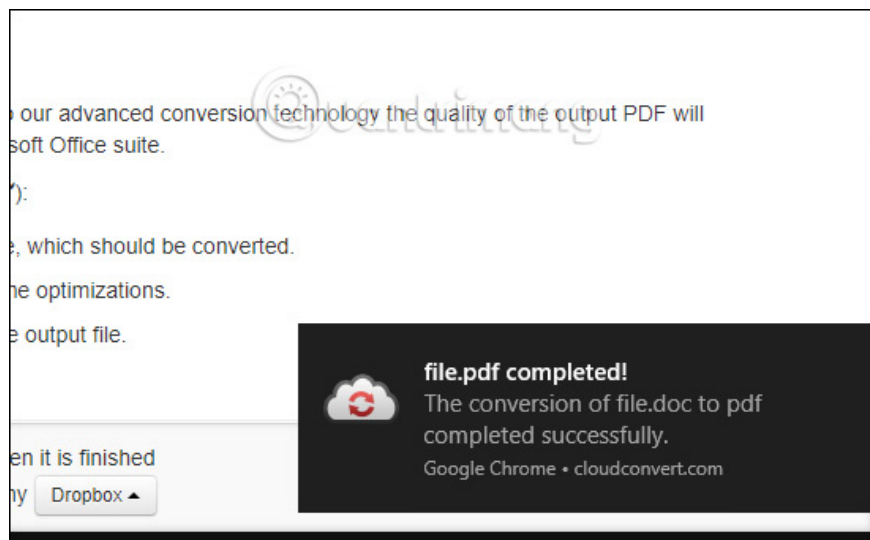 our advanced conversion technology the quality of the output PDF will
soft Office suite.
'):
, which should be converted.
he optimizations.
e output file.
en it is finished
ny Dropbox
file.pdf completed!
The conversion of file.doc to pdf
completed successfully.
Google Chrome • cloudconvert.com
Quantrimang